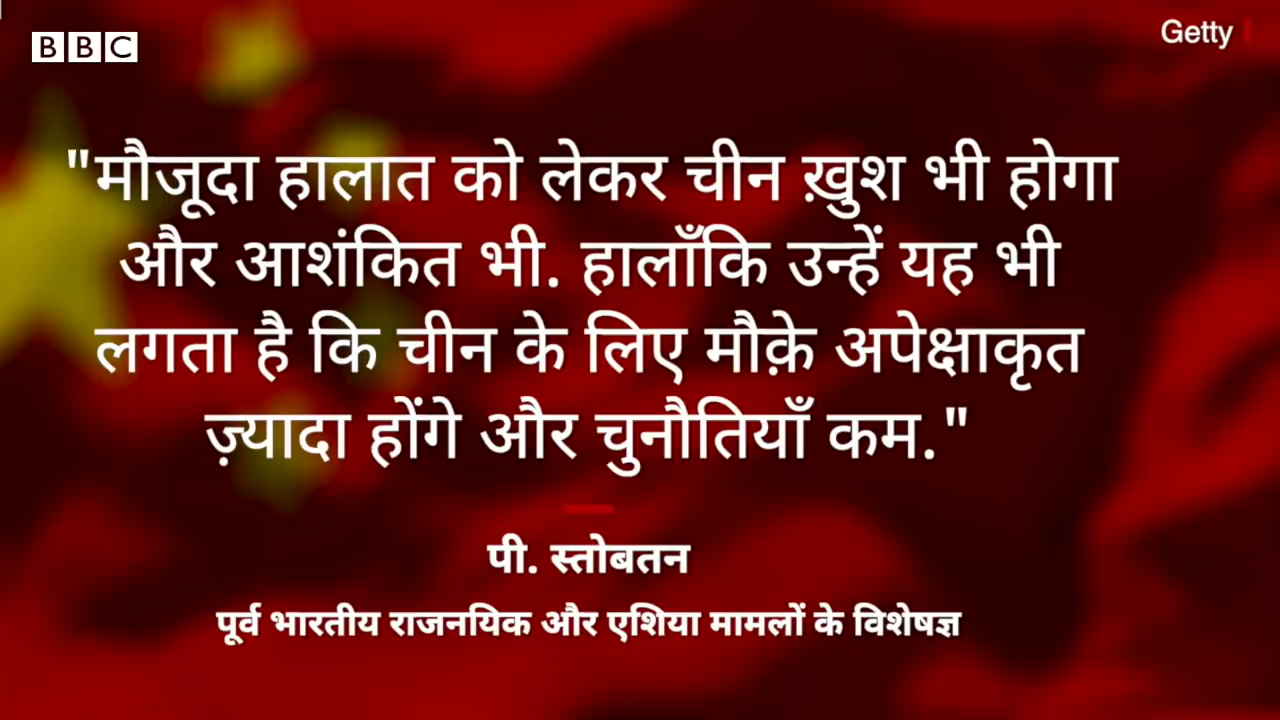 BBC
Getty
"मौजूदा हालात को लेकर चीन ख़ुश भी होगा
और आशंकित भी. हालाँकि उन्हें यह भी
लगता है कि चीन के लिए मौक़े अपेक्षाकृत
ज़्यादा होंगे और चुनौतियाँ कम."
पी. स्तोबतन
पूर्व भारतीय राजनयिक और एशिया मामलों के विशेषज्ञ